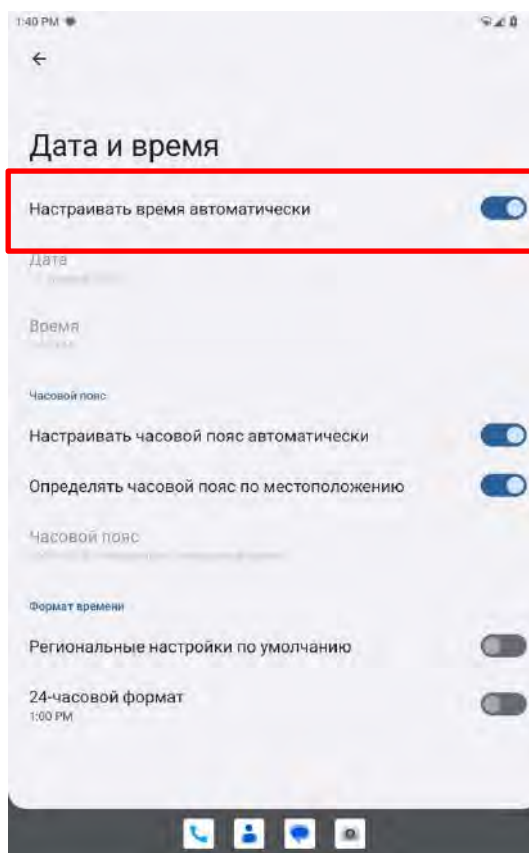 1:40 PM
Дата и время
Настраивать время автоматически
Дата
Время
Часовой пояс
Настраивать часовой пояс автоматически
Определять часовой пояс по местоположению
Часовой пояс
Формат времени
Региональные настройки по умолчанию
24-часовой формат
1:00 PM